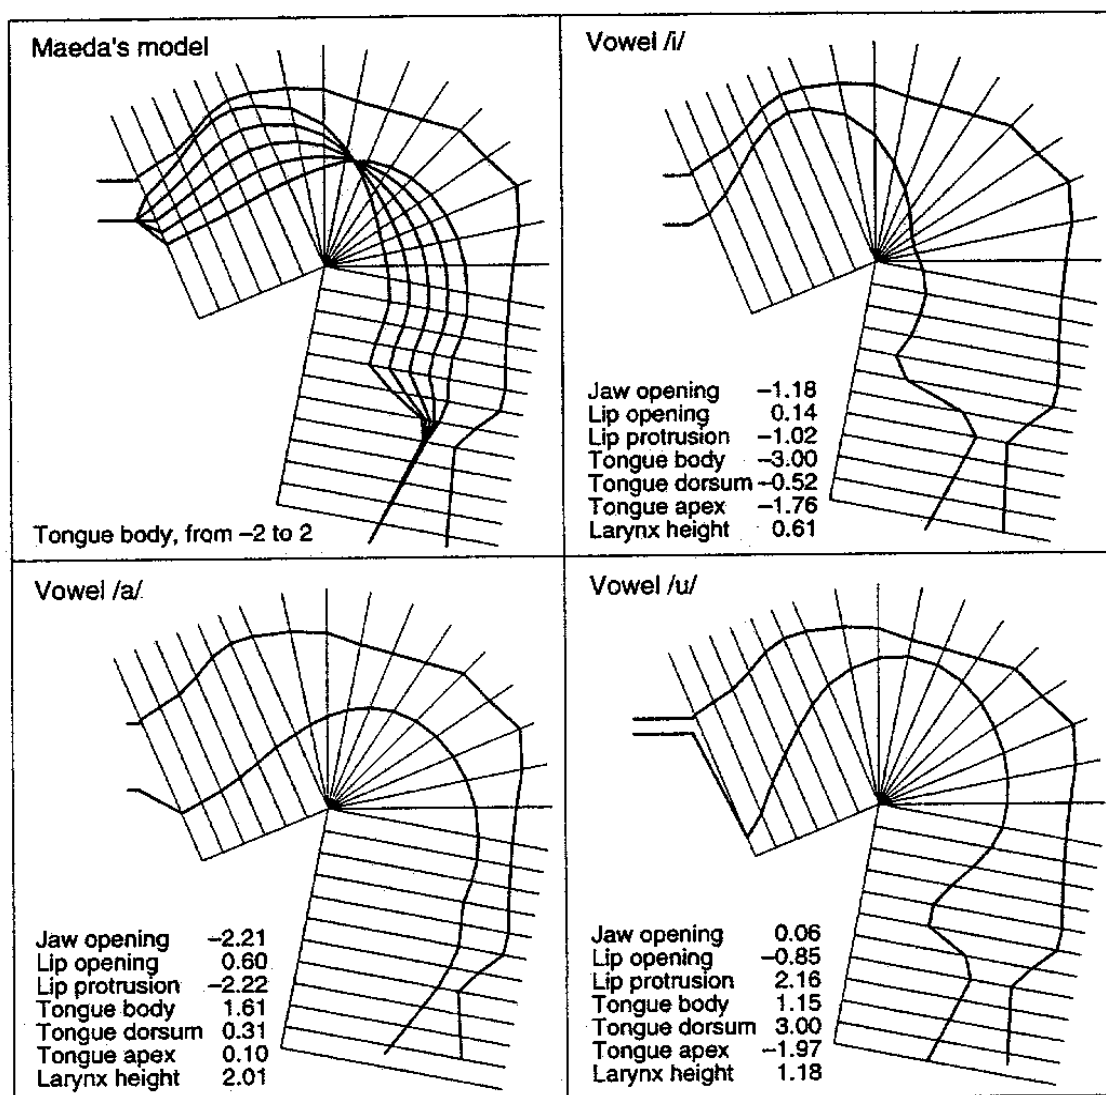 Maeda's model
Tongue body, from –2 to 2
Vowel /i/
Jaw opening –1.18
Lip opening 0.14
Lip protrusion –1.02
Tongue body –3.00
Tongue dorsum –0.52
Tongue apex –1.76
Larynx height 0.61
Vowel /a/
Jaw opening –2.21
Lip opening 0.60
Lip protrusion –2.22
Tongue body 1.61
Tongue dorsum 0.31
Tongue apex 0.10
Larynx height 2.01
Vowel /u/
Jaw opening 0.06
Lip opening –0.85
Lip protrusion 2.16
Tongue body 1.15
Tongue dorsum 3.00
Tongue apex –1.97
Larynx height 1.18